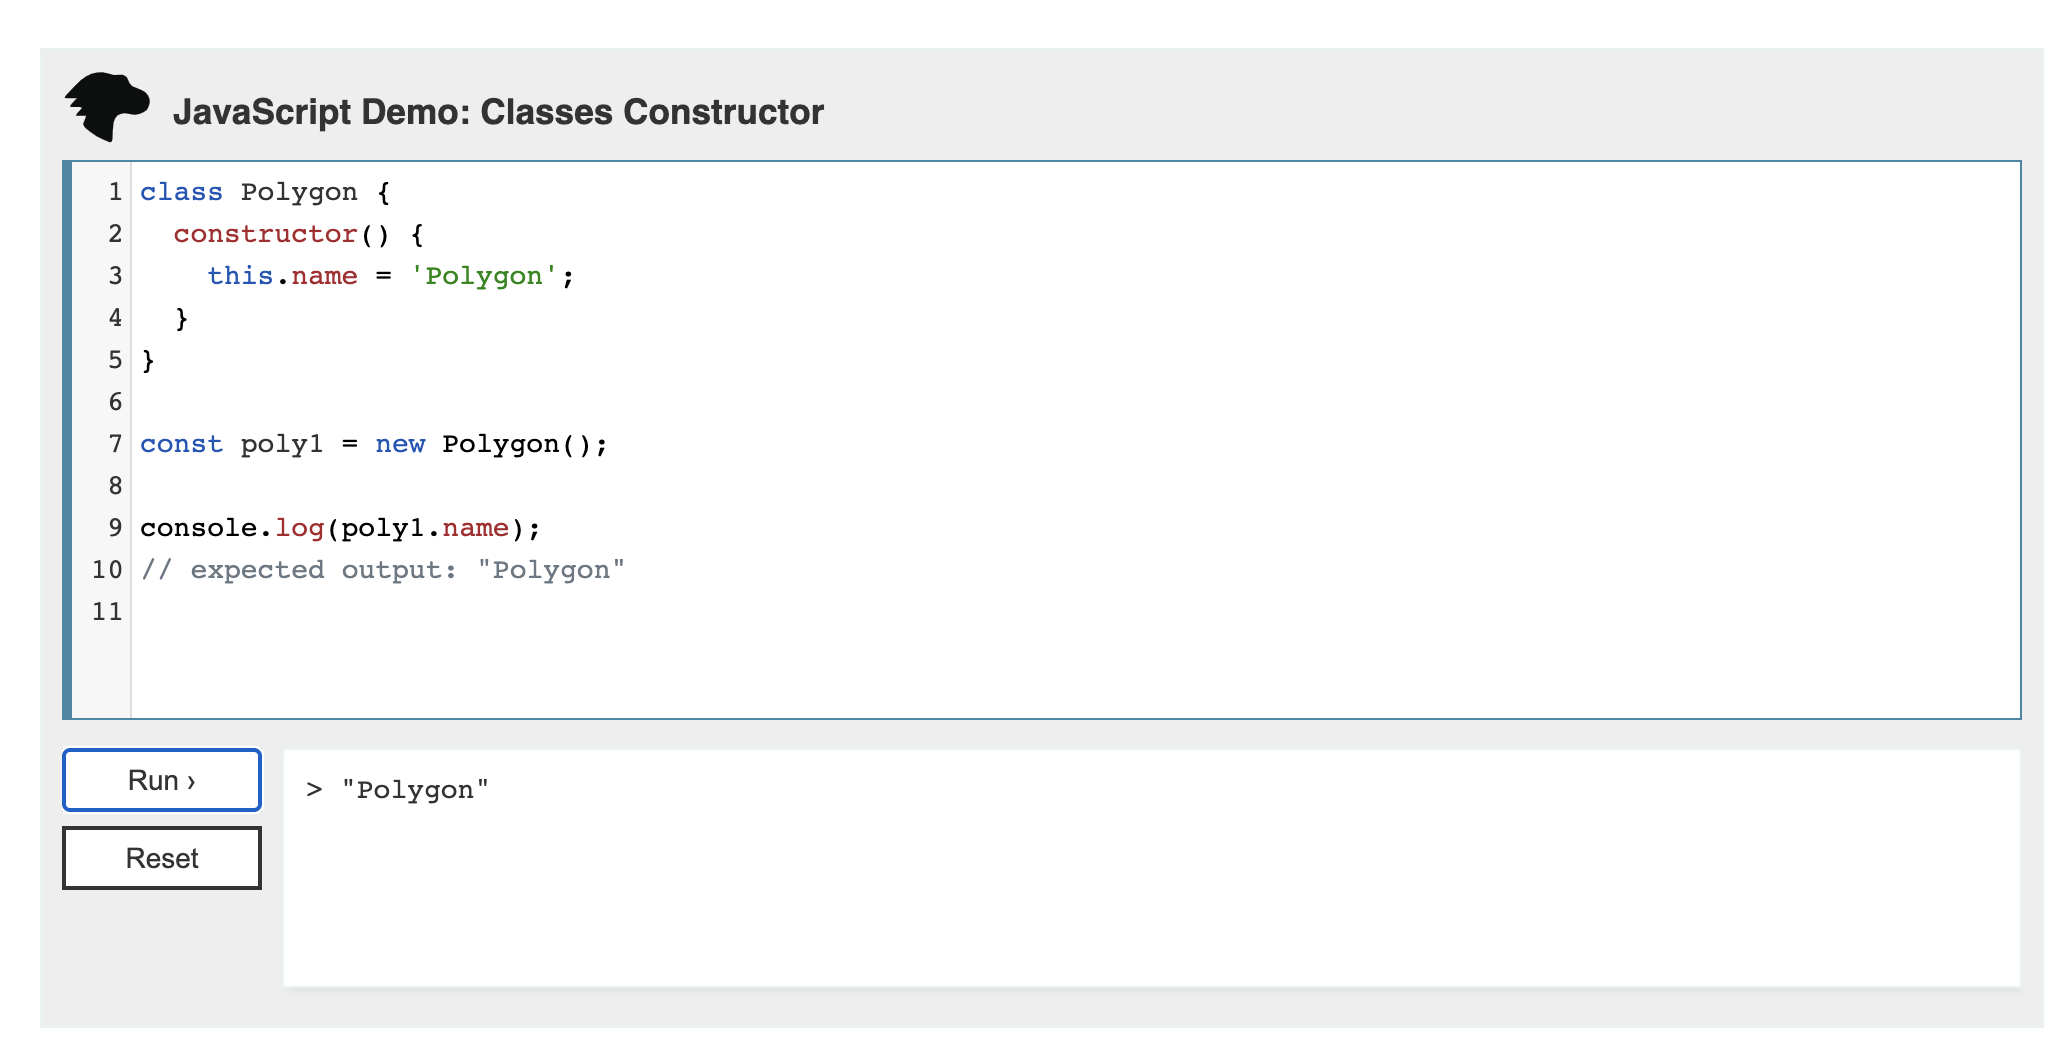 JavaScript Demo: Classes Constructor
1 class Polygon {
2   constructor() {
3     this.name = 'Polygon';
4   }
5 }
6
7 const poly1 = new Polygon();
8
9 console.log(poly1.name);
10 // expected output: "Polygon"
11
Run ›
> "Polygon"
Reset